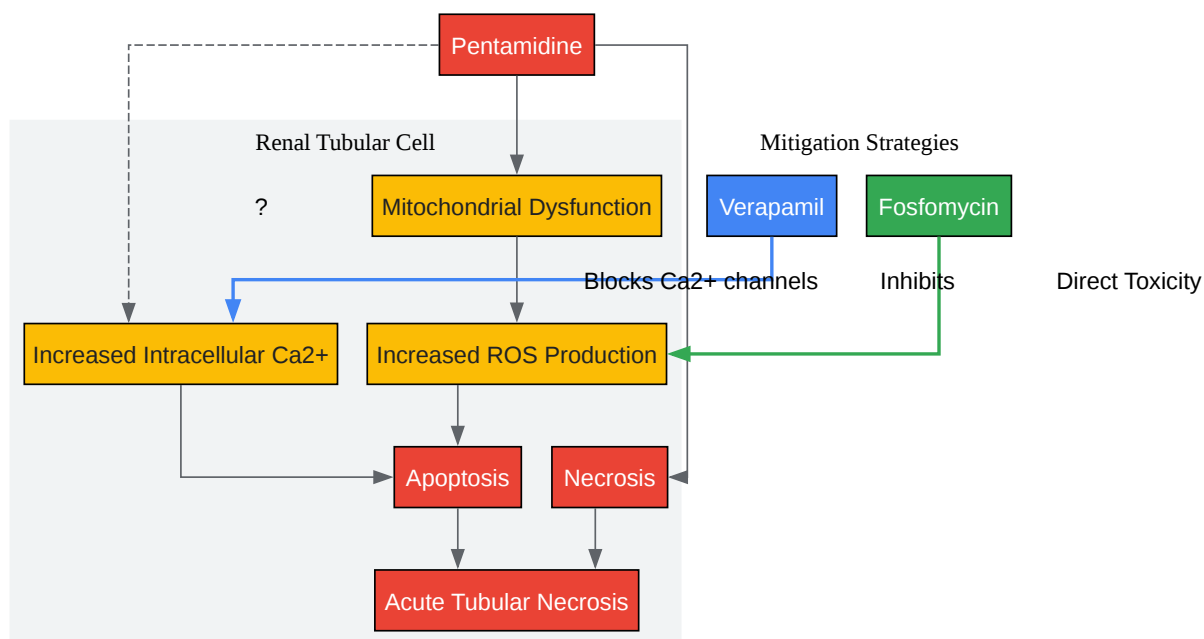 Pentamidine
Renal Tubular Cell
Mitigation Strategies
?
Mitochondrial Dysfunction
Verapamil
Fosfomycin
Blocks Ca2+ channels
Inhibits
Direct Toxicity
Increased Intracellular Ca2+
Increased ROS Production
Apoptosis
Necrosis
Acute Tubular Necrosis